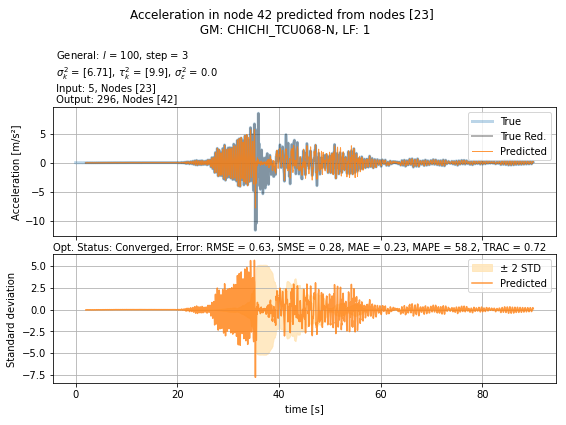 Acceleration in node 42 predicted from nodes [23]
GM: CHICHI_TCU068-N, LF: 1
General: l = 100, step = 3
σ²ₖ = [6.71], τ²ₖ = [9.9], σ²ε = 0.0
Input: 5, Nodes [23]
Output: 296, Nodes [42]
Acceleration [m/s²]
5
0
−5
−10
True
True Red.
Predicted
Opt. Status: Converged, Error: RMSE = 0.63, SMSE = 0.28, MAE = 0.23, MAPE = 58.2, TRAC = 0.72
Standard deviation
5.0
2.5
0.0
−2.5
−5.0
−7.5
± 2 STD
Predicted
0 20 40 60 80
time [s]